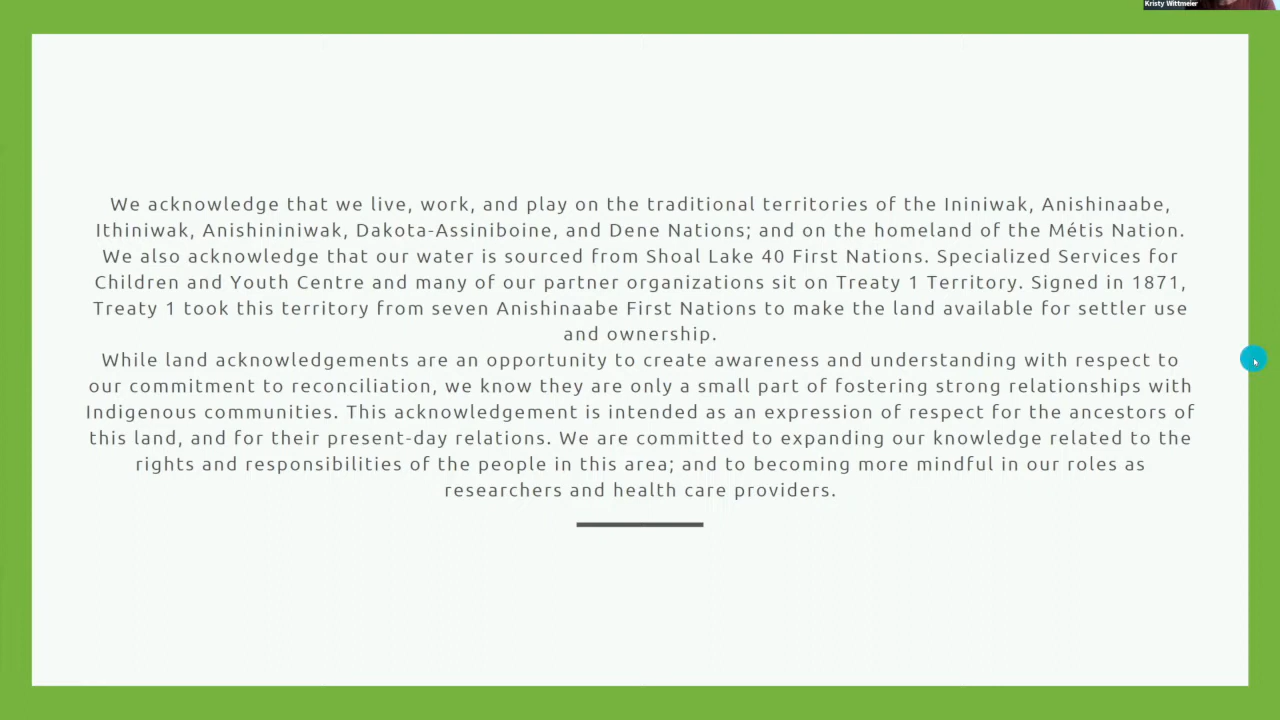 Kristy Wittmeier
We acknowledge that we live, work, and play on the traditional territories of the Ininiwak, Anishinaabe,
Ithiniwak, Anishininiwak, Dakota-Assiniboine, and Dene Nations; and on the homeland of the Métis Nation.
We also acknowledge that our water is sourced from Shoal Lake 40 First Nations. Specialized Services for
Children and Youth Centre and many of our partner organizations sit on Treaty 1 Territory. Signed in 1871,
Treaty 1 took this territory from seven Anishinaabe First Nations to make the land available for settler use
and ownership.
While land acknowledgements are an opportunity to create awareness and understanding with respect to
our commitment to reconciliation, we know they are only a small part of fostering strong relationships with
Indigenous communities. This acknowledgement is intended as an expression of respect for the ancestors of
this land, and for their present-day relations. We are committed to expanding our knowledge related to the
rights and responsibilities of the people in this area; and to becoming more mindful in our roles as
researchers and health care providers.